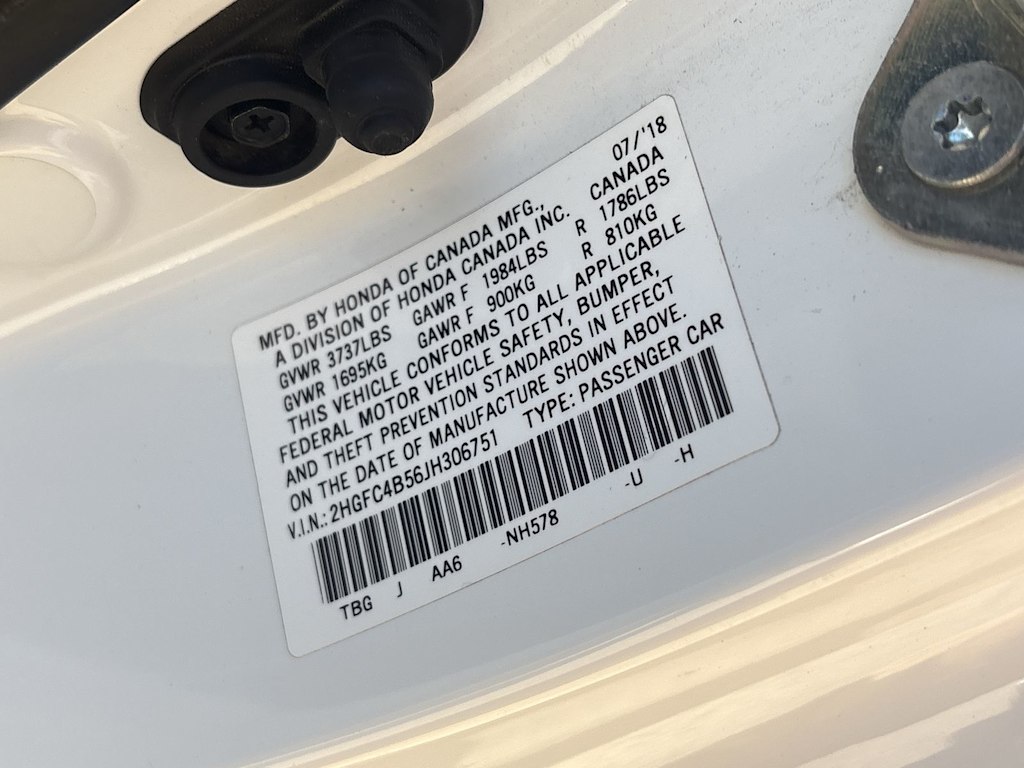 MFD. BY HONDA OF CANADA MFG., 07/'18
A DIVISION OF HONDA CANADA INC. CANADA
GVWR 3737LBS GAWR F 1984LBS R 1786LBS
GVWR 1695KG GAWR F 900KG R 810KG
THIS VEHICLE CONFORMS TO ALL APPLICABLE
FEDERAL MOTOR VEHICLE SAFETY, BUMPER,
AND THEFT PREVENTION STANDARDS IN EFFECT
ON THE DATE OF MANUFACTURE SHOWN ABOVE.
V.I.N.: 2HGFC4B56JH306751 TYPE: PASSENGER CAR
TBG J AA6 -NH578 -U -H